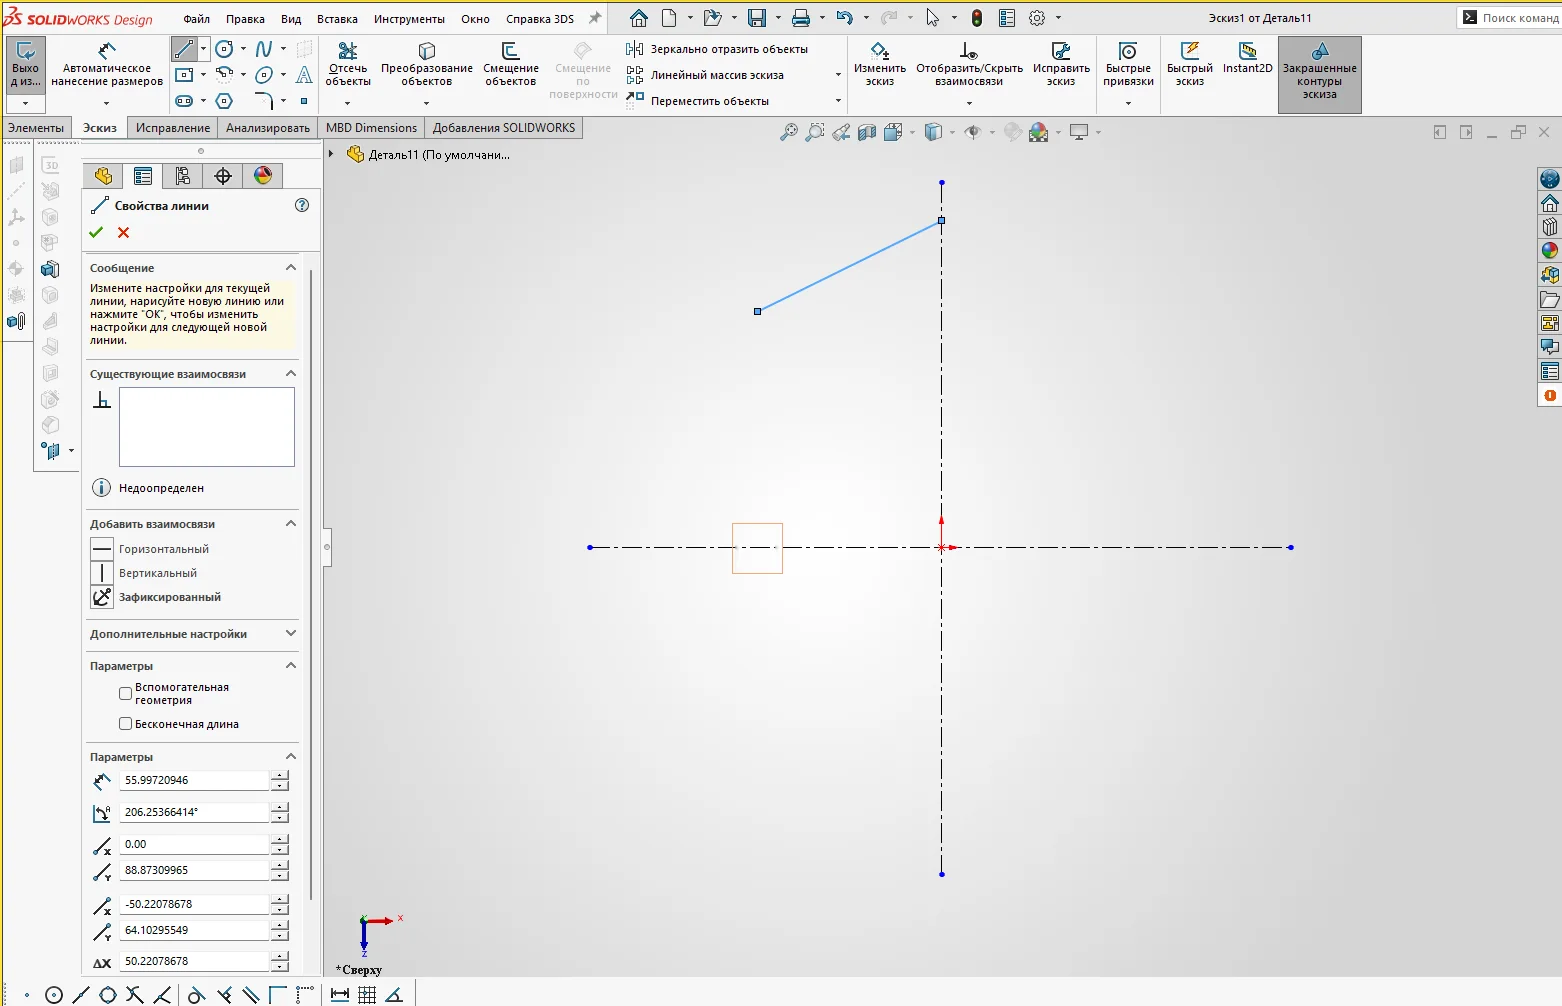 SOLIDWORKS Design
Файл Правка Вид Вставка Инструменты Окно Справка 3DS
Эскиз1 от Деталь11
Поиск команд
Выхо
д из...
Автоматическое
нанесение размеров
Отсечь
объекты
Преобразование
объектов
Смещение
объектов
Смещение
по
поверхности
Зеркально отразить объекты
Линейный массив эскиза
Переместить объекты
Изменить
эскиз
Отобразить/Скрыть
взаимосвязи
Исправить
эскиз
Быстрые
привязки
Быстрый
эскиз
Instant2D
Закрашенные
контуры
эскиза
Элементы Эскиз Исправление Анализировать MBD Dimensions Добавления SOLIDWORKS
Деталь11 (По умолчани...
3D
Свойства линии
Сообщение
Измените настройки для текущей
линии, нарисуйте новую линию или
нажмите "ОК", чтобы изменить
настройки для следующей новой
линии.
Существующие взаимосвязи
Недоопределен
Добавить взаимосвязи
Горизонтальный
Вертикальный
Зафиксированный
Дополнительные настройки
Параметры
Вспомогательная
геометрия
Бесконечная длина
Параметры
55.99720946
206.25366414°
0.00
88.87309965
-50.22078678
64.10295549
ΔX 50.22078678
X
Z
*Сверху